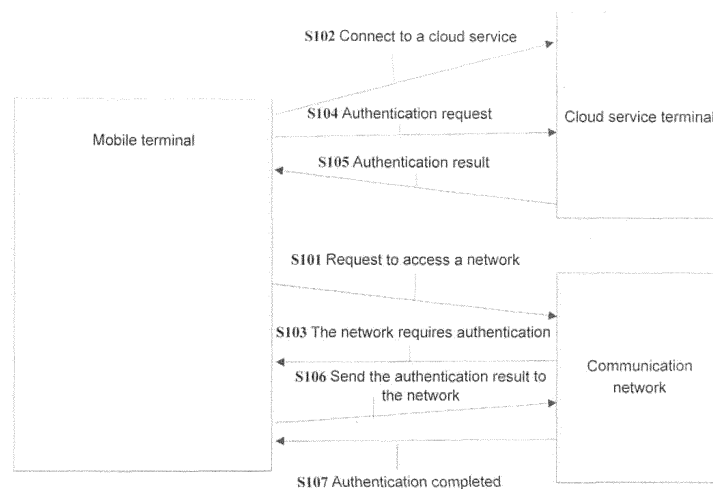 S102 Connect to a cloud service
S104 Authentication request
Cloud service terminal
Mobile terminal
S105 Authentication result
S101 Request to access a network
S103 The network requires authentication
Communication
network
S106 Send the authentication result to
the network
S107 Authentication completed